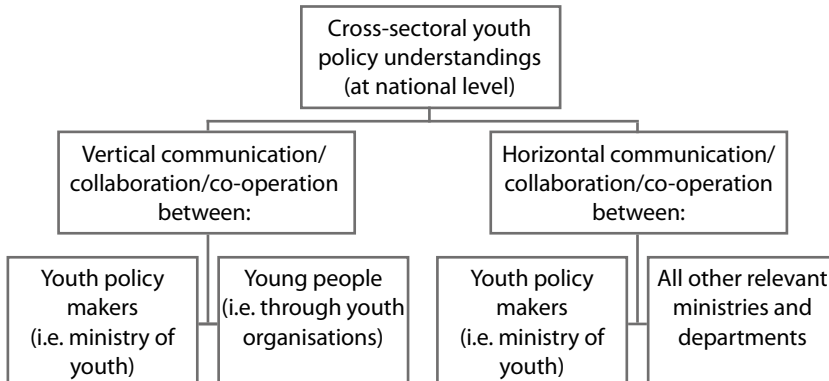 Cross-sectoral youth
policy understandings
(at national level)
Vertical communication/
collaboration/co-operation
between:
Horizontal communication/
collaboration/co-operation
between:
Youth policy
makers
(i.e. ministry of
youth)
Young people
(i.e. through youth
organisations)
Youth policy
makers
(i.e. ministry of
youth)
All other relevant
ministries and
departments